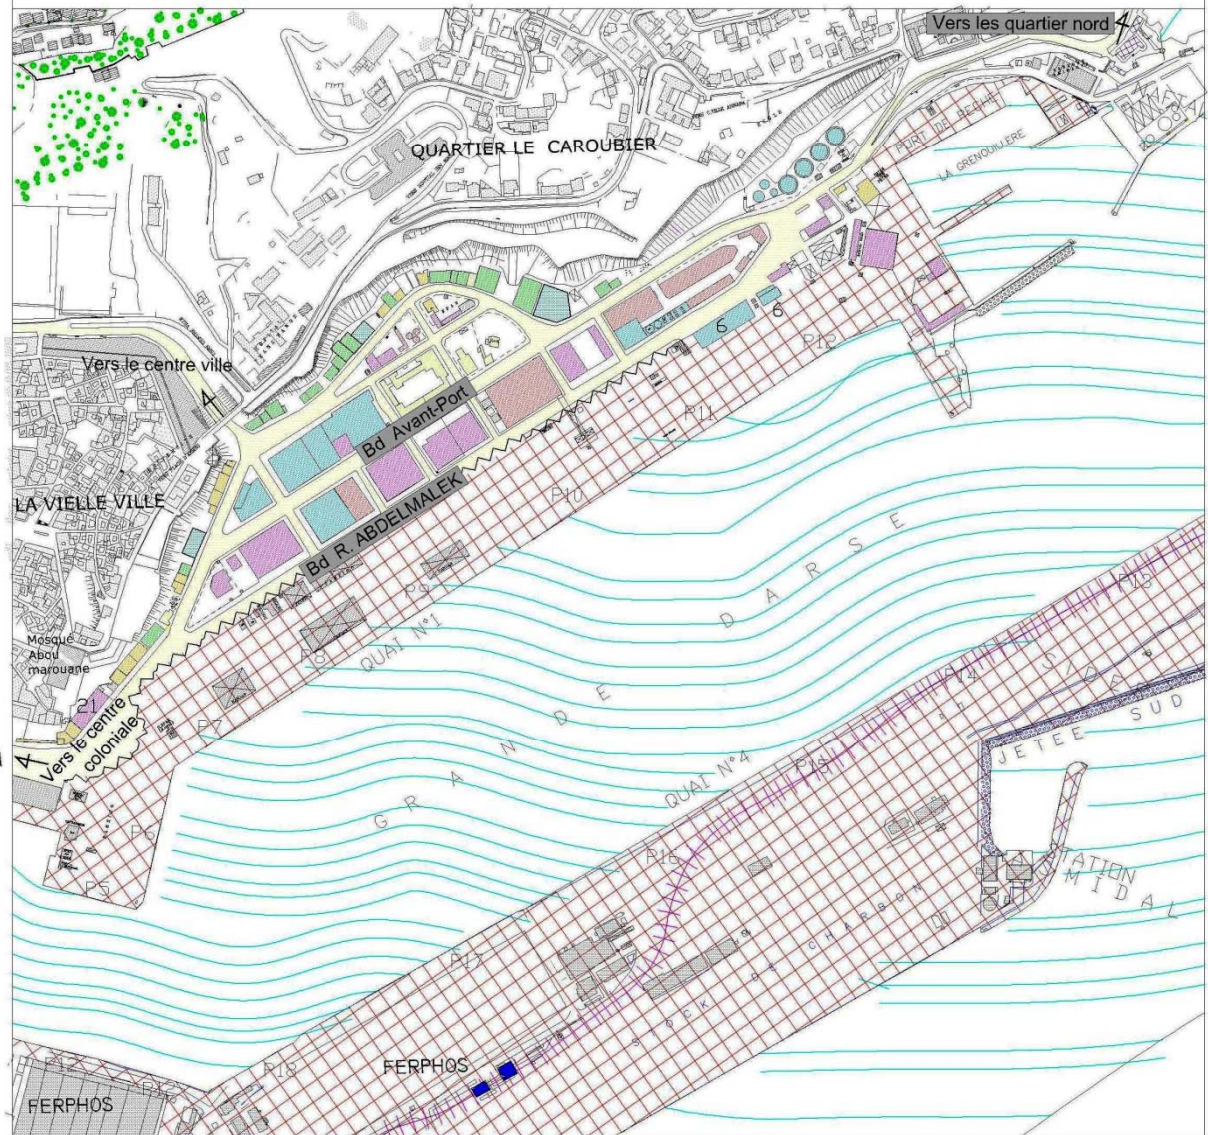 Vers les quartier nord
QUARTIER LE CAROUBIER
PORT DE PECHE
LA GRENOUILLERE
Vers le centre ville
6
6
P12
P11
Bd Avant-Port
P10
LA VIELLE VILLE
Bd R. ABDELMALEK
P9
GRANDE DARSE
P13
Mosqué
Abou
marouane
P8
QUAI N°1
P14
21
P7
Vers le centre
coloniale
JETEE SUD
QUAI N°4
P15
P6
P16
P5
STOCK DE CHARBON
P17
FERPHOS
P18
FERPHOS